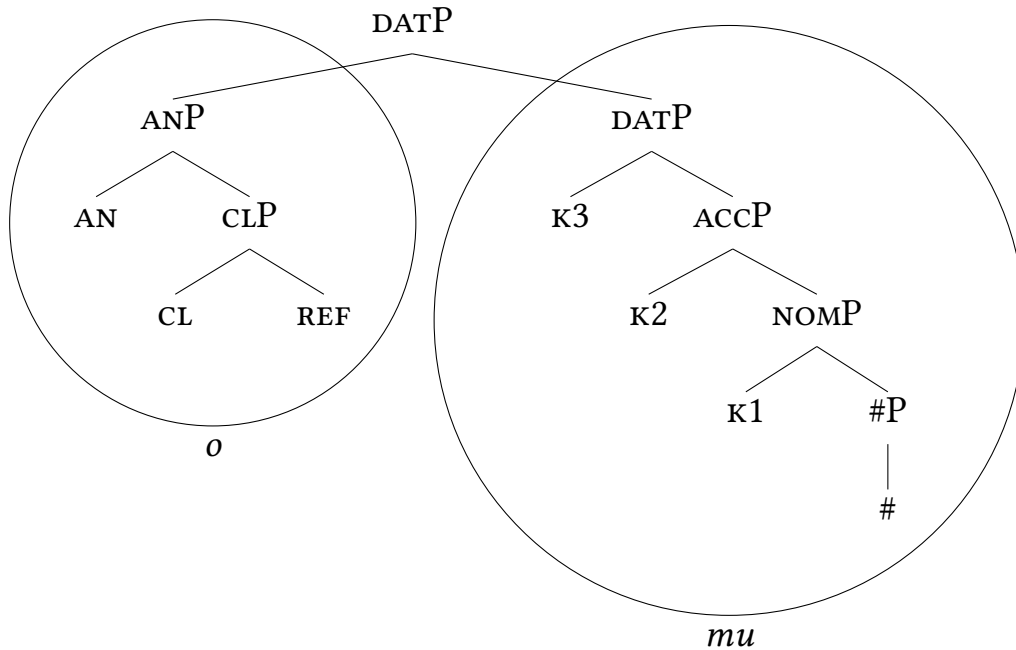 DATP
ANP DATP
AN CLP K3 ACCP
CL REF K2 NOMP
K1 #P
o
#
mu